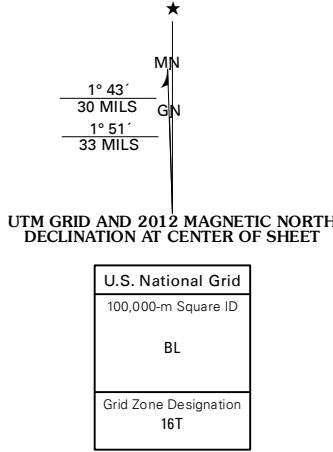 MN
1° 43´
30 MILS
GN
1° 51´
33 MILS
UTM GRID AND 2012 MAGNETIC NORTH
DECLINATION AT CENTER OF SHEET
U.S. National Grid
100,000-m Square ID
BL
Grid Zone Designation
16T